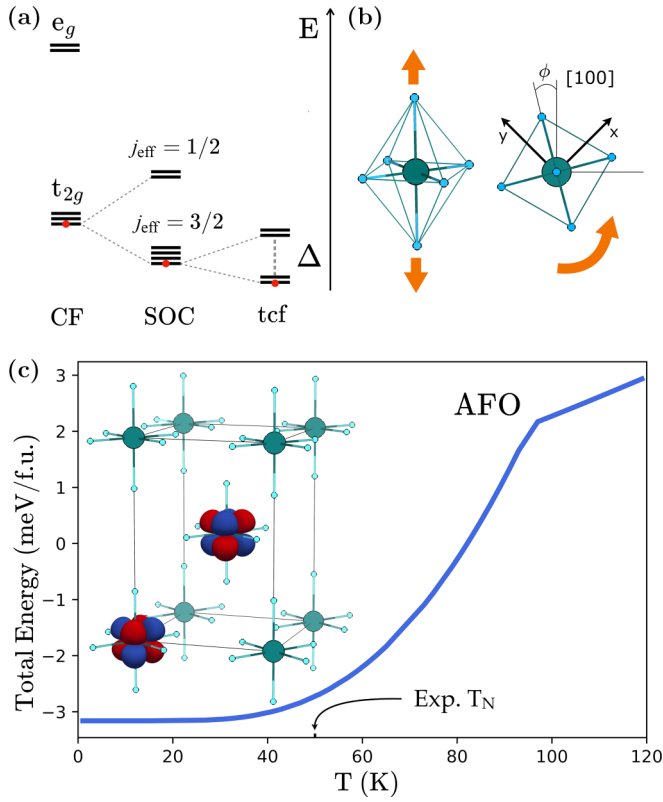 (a)
e_g
E
j_eff = 1/2
t_2g
j_eff = 3/2
Δ
CF SOC tcf
(b)
ϕ
[100]
y
x
(c)
AFO
Total Energy (meV/f.u.)
3
2
1
0
−1
−2
−3
Exp. T_N
0 20 40 60 80 100 120
T (K)